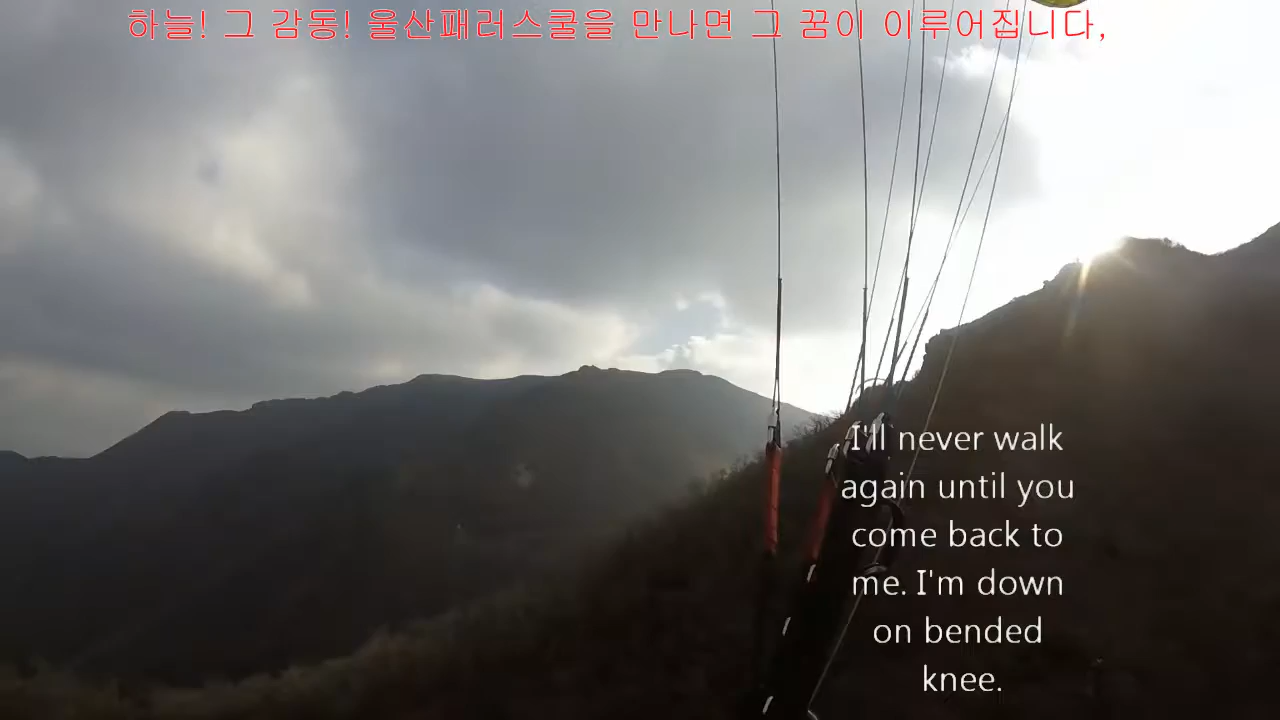 하늘! 그 감동! 울산패러스쿨을 만나면 그 꿈이 이루어집니다,
I'll never walk
again until you
come back to
me. I'm down
on bended
knee.